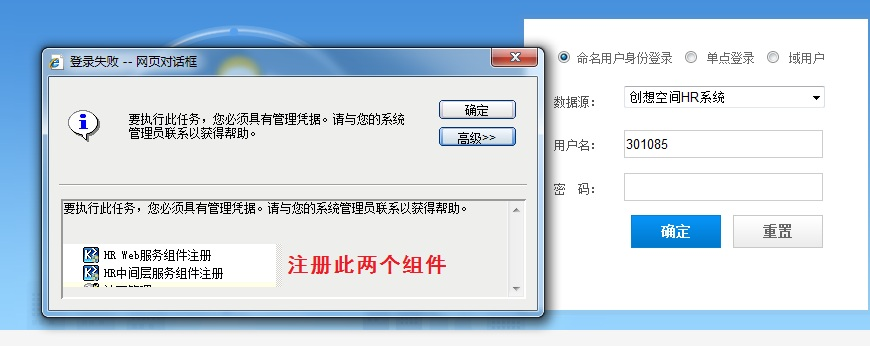 登录失败 -- 网页对话框
要执行此任务，您必须具有管理凭据。请与您的系统
管理员联系以获得帮助。
确定
高级>>
要执行此任务，您必须具有管理凭据。请与您的系统管理员联系以获得帮助。
HR Web服务组件注册
HR中间层服务组件注册
注册此两个组件
命名用户身份登录 单点登录 域用户
数据源： 创想空间HR系统
用户名： 301085
密 码：
确定 重置